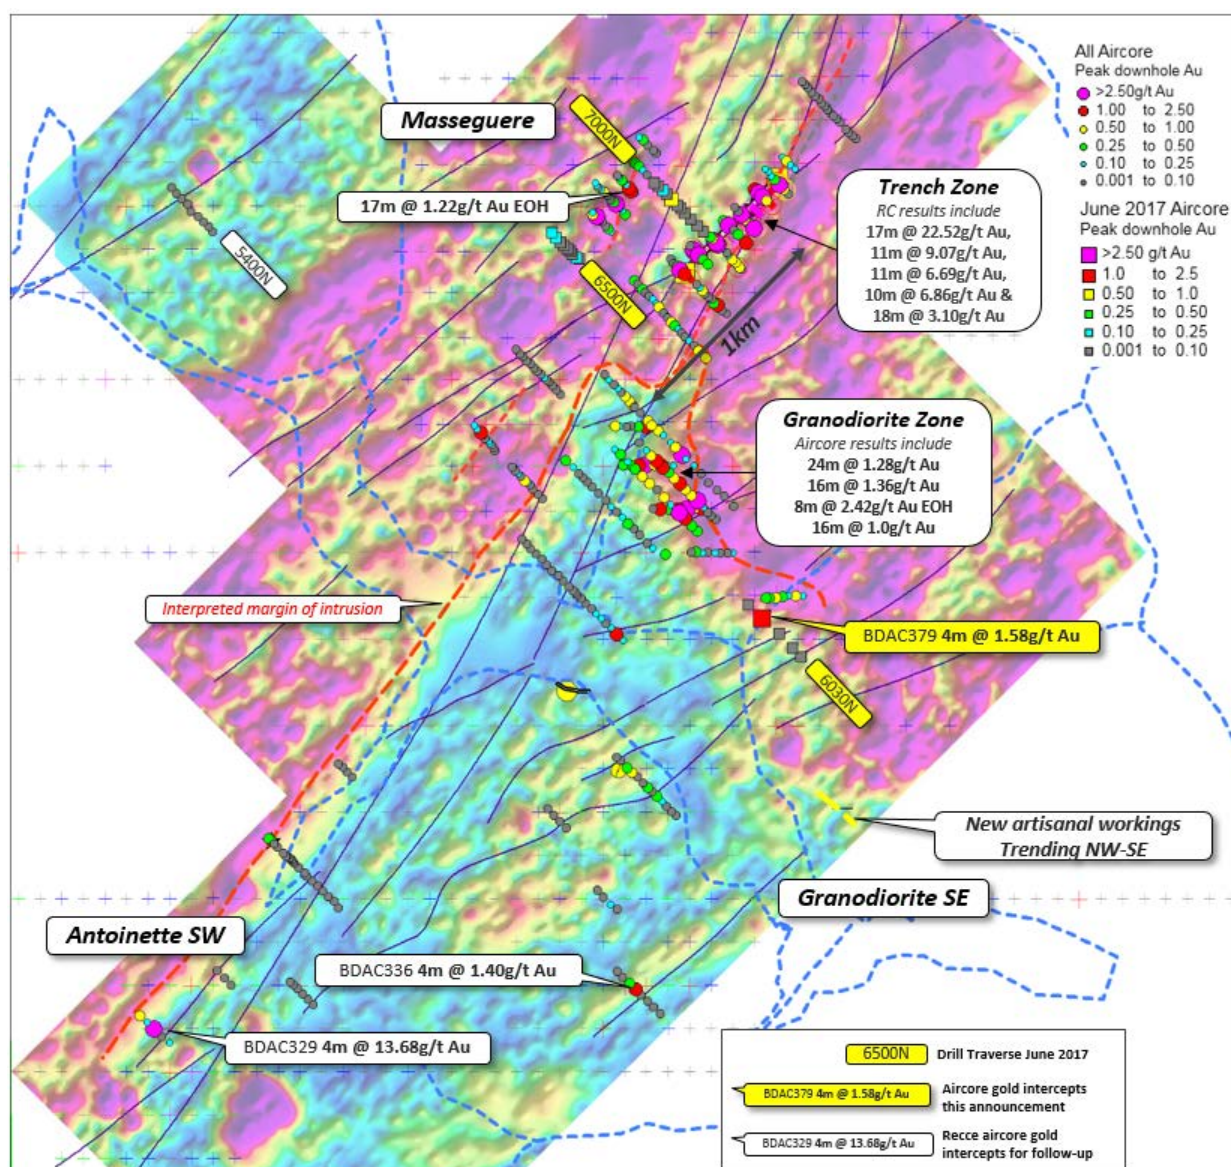 All Aircore
Peak downhole Au
>2.50g/t Au
1.00 to 2.50
0.50 to 1.00
0.25 to 0.50
0.10 to 0.25
0.001 to 0.10
June 2017 Aircore
Peak downhole Au
>2.50 g/t Au
1.0 to 2.5
0.50 to 1.0
0.25 to 0.50
0.10 to 0.25
0.001 to 0.10
Masseguere
7000N
17m @ 1.22g/t Au EOH
5400N
6500N
Trench Zone
RC results include
17m @ 22.52g/t Au,
11m @ 9.07g/t Au,
11m @ 6.69g/t Au,
10m @ 6.86g/t Au &
18m @ 3.10g/t Au
1km
Granodiorite Zone
Aircore results include
24m @ 1.28g/t Au
16m @ 1.36g/t Au
8m @ 2.42g/t Au EOH
16m @ 1.0g/t Au
Interpreted margin of intrusion
BDAC379 4m @ 1.58g/t Au
6030N
New artisanal workings
Trending NW-SE
Granodiorite SE
Antoinette SW
BDAC336 4m @ 1.40g/t Au
BDAC329 4m @ 13.68g/t Au
6500N Drill Traverse June 2017
BDAC379 4m @ 1.58g/t Au Aircore gold intercepts
this announcement
BDAC329 4m @ 13.68g/t Au Recce aircore gold
intercepts for follow-up